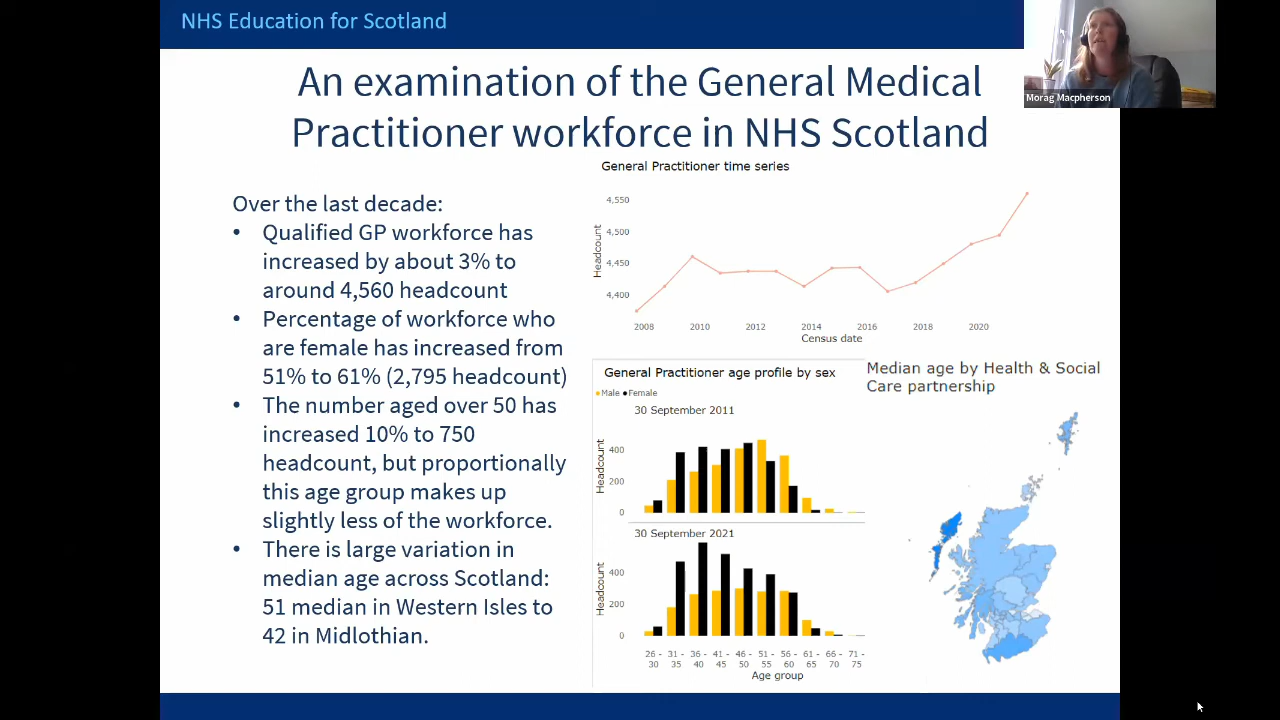 NHS Education for Scotland
Morag Macpherson
An examination of the General Medical
Practitioner workforce in NHS Scotland
Over the last decade:
• Qualified GP workforce has
increased by about 3% to
around 4,560 headcount
• Percentage of workforce who
are female has increased from
51% to 61% (2,795 headcount)
• The number aged over 50 has
increased 10% to 750
headcount, but proportionally
this age group makes up
slightly less of the workforce.
• There is large variation in
median age across Scotland:
51 median in Western Isles to
42 in Midlothian.
General Practitioner time series
Headcount
4,550
4,500
4,450
4,400
2008 2010 2012 2014 2016 2018 2020
Census date
General Practitioner age profile by sex
Male Female
30 September 2011
Headcount
400
200
0
30 September 2021
Headcount
400
200
0
26 - 31 - 36 - 41 - 46 - 51 - 56 - 61 - 66 - 71 -
30 35 40 45 50 55 60 65 70 75
Age group
Median age by Health & Social
Care partnership